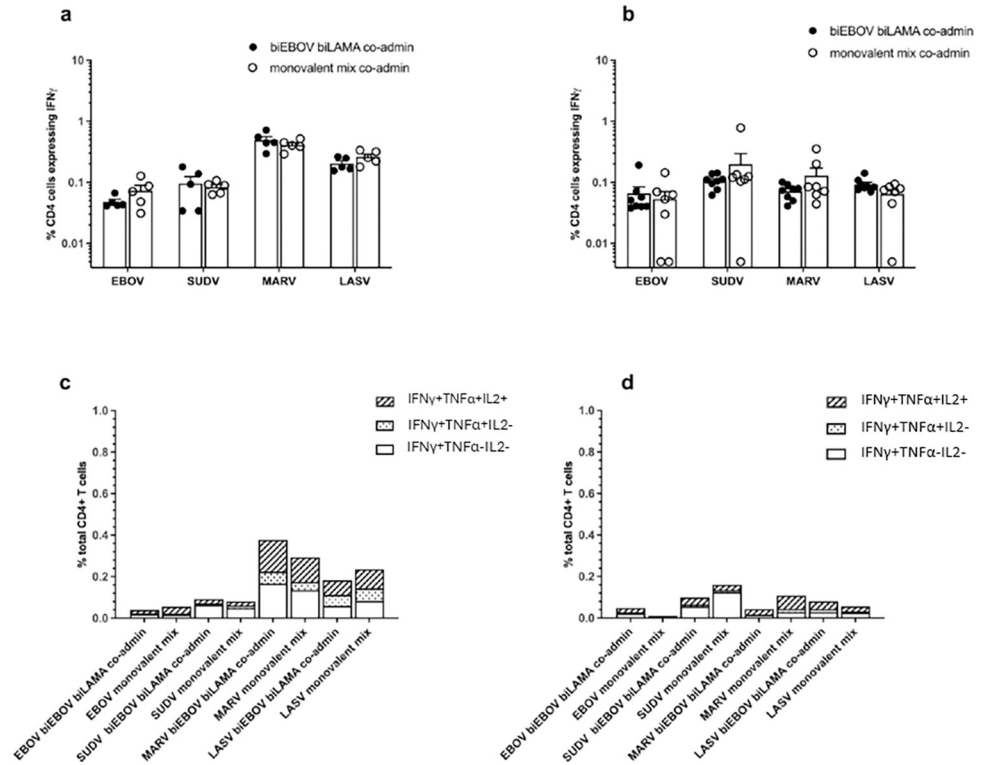 a
biEBOV biLAMA co-admin
monovalent mix co-admin
% CD4 cells expressing IFNγ
10
1
0.1
0.01
EBOV
SUDV
MARV
LASV
b
biEBOV biLAMA co-admin
monovalent mix co-admin
% CD4 cells expressing IFNγ
10
1
0.1
0.01
EBOV
SUDV
MARV
LASV
c
IFNγ+TNFα+IL2+
IFNγ+TNFα+IL2-
IFNγ+TNFα-IL2-
% total CD4+ T cells
1.0
0.8
0.6
0.4
0.2
0.0
EBOV biEBOV biLAMA co-admin
EBOV monovalent mix
SUDV biEBOV biLAMA co-admin
SUDV monovalent mix
MARV biEBOV biLAMA co-admin
MARV monovalent mix
LASV biEBOV biLAMA co-admin
LASV monovalent mix
d
IFNγ+TNFα+IL2+
IFNγ+TNFα+IL2-
IFNγ+TNFα-IL2-
% total CD4+ T cells
1.0
0.8
0.6
0.4
0.2
0.0
EBOV biEBOV biLAMA co-admin
EBOV monovalent mix
SUDV biEBOV biLAMA co-admin
SUDV monovalent mix
MARV biEBOV biLAMA co-admin
MARV monovalent mix
LASV biEBOV biLAMA co-admin
LASV monovalent mix